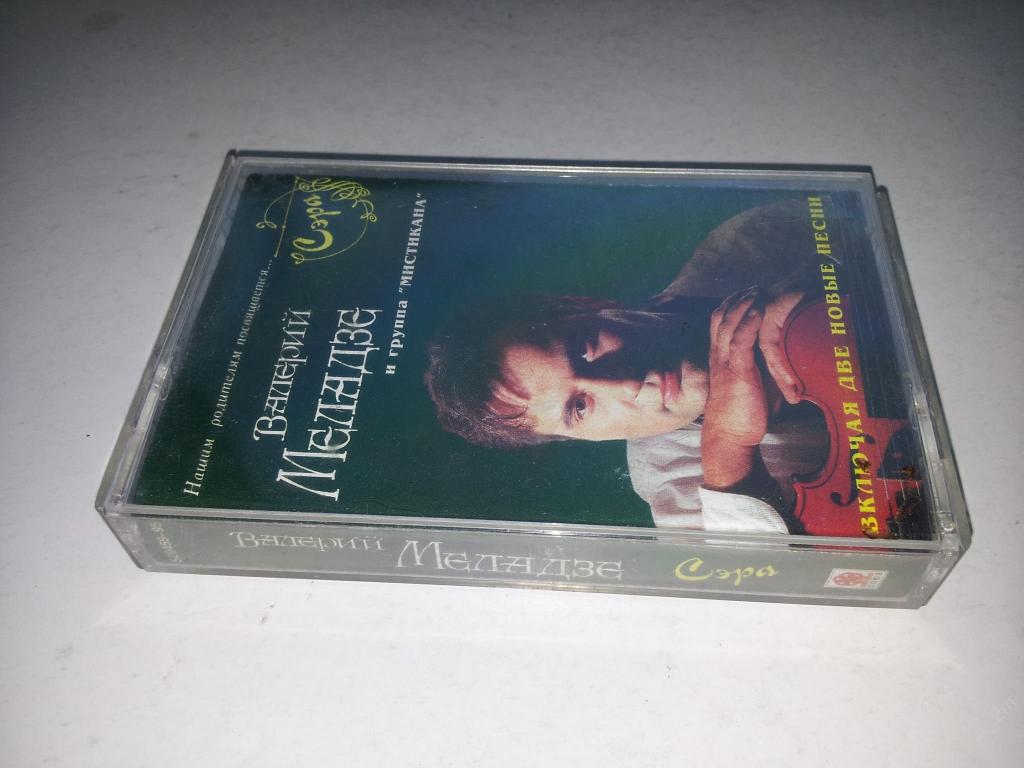 Нашим родителям посвящается...
Сэра
Валерий
Меладзе
и группа "Мистикана"
ВКЛЮЧАЯ ДВЕ НОВЫЕ ПЕСНИ
Валерий Меладзе Сэра